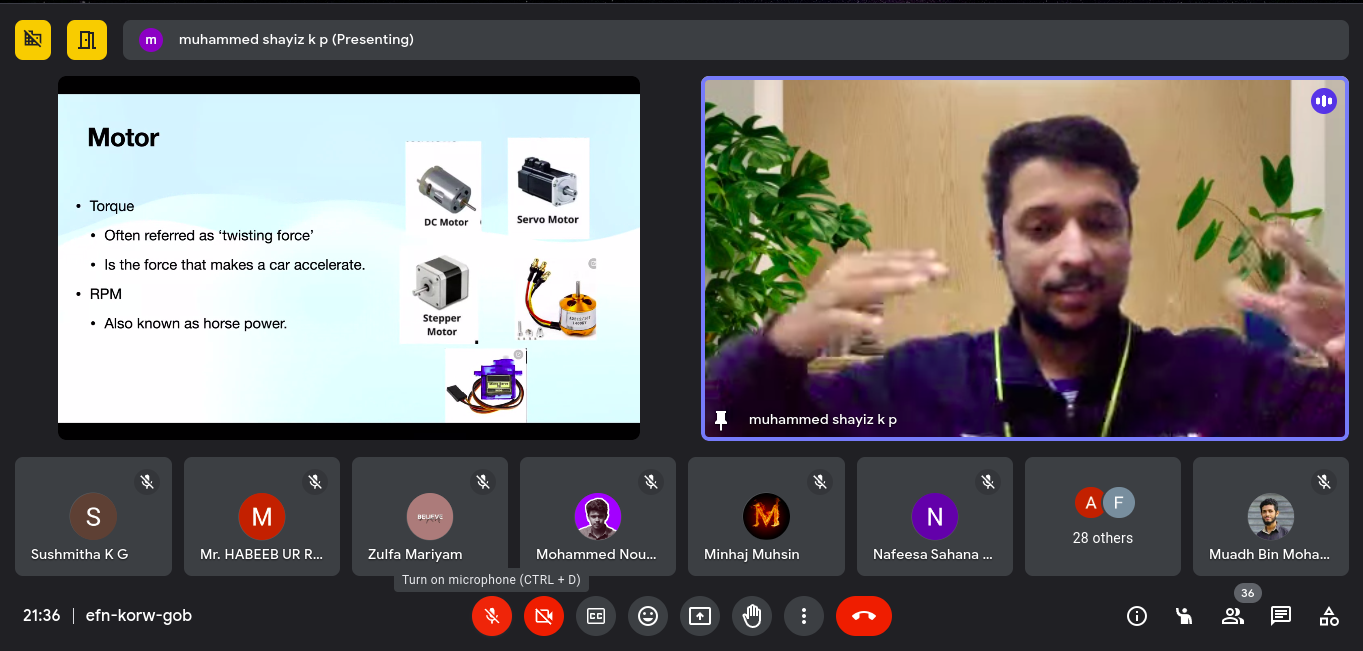 m muhammed shayiz k p (Presenting)
Motor
• Torque
• Often referred as ‘twisting force’
• Is the force that makes a car accelerate.
• RPM
• Also known as horse power.
DC Motor
Servo Motor
Stepper
Motor
muhammed shayiz k p
S
Sushmitha K G
M
Mr. HABEEB UR R...
BELIEVE
Zulfa Mariyam
Mohammed Nou...
M
Minhaj Muhsin
N
Nafeesa Sahana ...
A F
28 others
Muadh Bin Moha...
Turn on microphone (CTRL + D)
21:36 | efn-korw-gob
CC
36